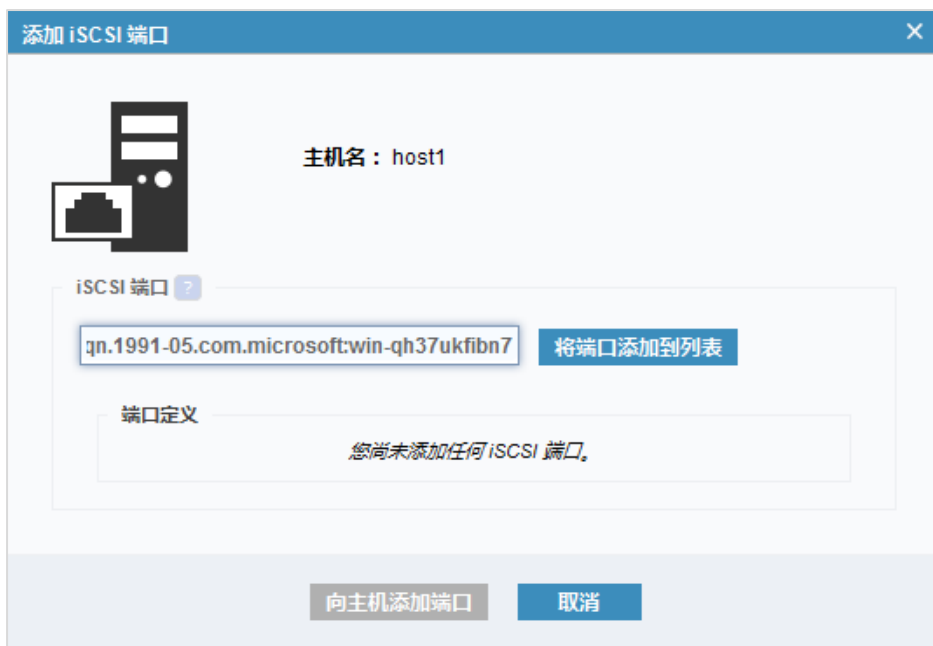 添加 iSCSI 端口
主机名： host1
iSCSI 端口 ?
qn.1991-05.com.microsoft:win-qh37ukfibn7 将端口添加到列表
端口定义
您尚未添加任何 iSCSI 端口。
向主机添加端口 取消